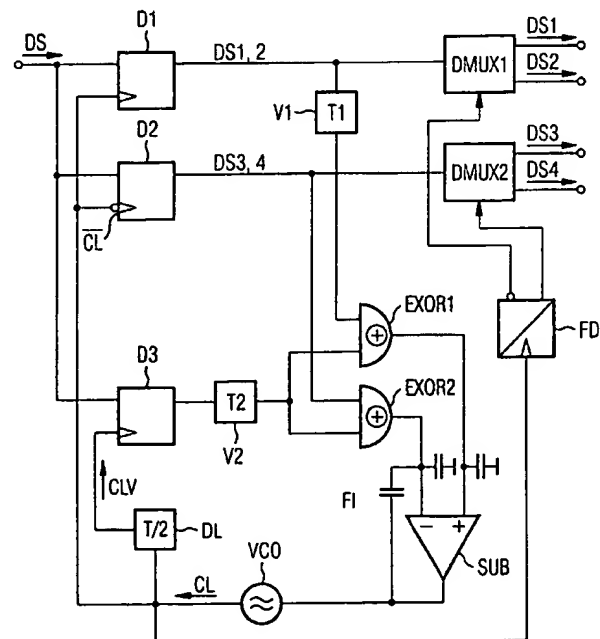 D1
DS
DS1, 2
DS1
DMUX1
DS2
V1
T1
D2
DS3, 4
DS3
DMUX2
DS4
CL
EXOR1
FD
D3
T2
EXOR2
V2
CLV
FI
T/2
DL
VCO
CL
– +
SUB